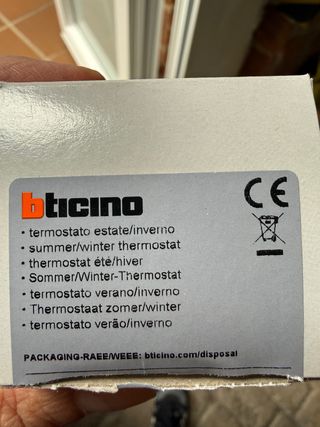 bticino
CE
• termostato estate/inverno
• summer/winter thermostat
• thermostat été/hiver
• Sommer/Winter-Thermostat
• termostato verano/invierno
• Thermostaat zomer/winter
• termostato verão/inverno
PACKAGING-RAEE/WEEE: bticino.com/disposal